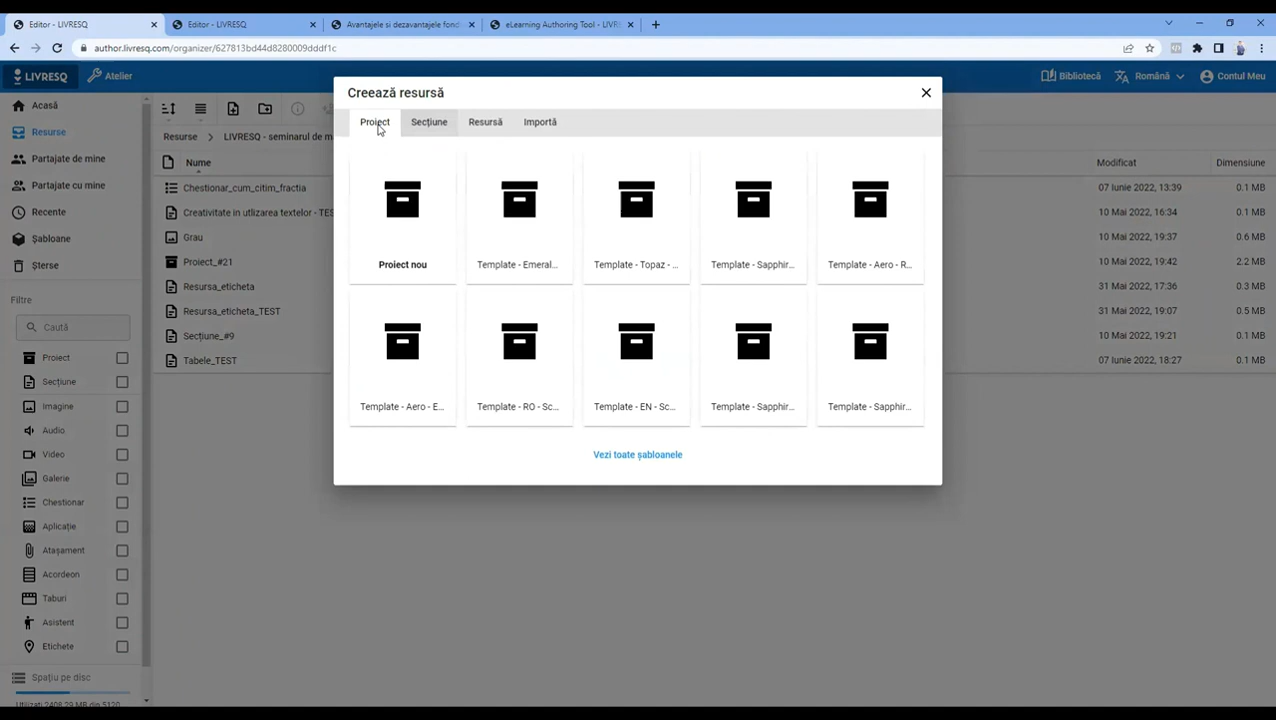 Editor - LIVRESQ
Editor - LIVRESQ
Avantajele si dezavantajele fond
eLearning Authoring Tool - LIVR
author.livresq.com/organizer/627813bd44d8280009dddf1c
LIVRESQ
Atelier
Bibliotecă
Română
Contul Meu
Acasă
Resurse
Partajate de mine
Partajate cu mine
Recente
Șabloane
Șterse
Filtre
Caută
Proiect
Secțiune
Imagine
Audio
Video
Galerie
Chestionar
Aplicație
Atașament
Acordeon
Taburi
Asistent
Etichete
Spațiu pe disc
Utilizați 2408.29 MB din 5120
Resurse > LIVRESQ - seminarul de m
Nume
Modificat
Dimensiune
Chestionar_cum_citim_fractia
07 Iunie 2022, 13:39
0.1 MB
Creativitate in utlizarea textelor - TES
10 Mai 2022, 16:34
0.1 MB
Grau
10 Mai 2022, 19:37
0.6 MB
Proiect_#21
10 Mai 2022, 19:42
2.2 MB
Resursa_eticheta
31 Mai 2022, 17:36
0.3 MB
Resursa_eticheta_TEST
31 Mai 2022, 19:07
0.5 MB
Secțiune_#9
10 Mai 2022, 19:21
0.1 MB
Tabele_TEST
07 Iunie 2022, 18:27
0.1 MB
Creează resursă
Proiect
Secțiune
Resursă
Importă
Proiect nou
Template - Emeral...
Template - Topaz - ...
Template - Sapphir...
Template - Aero - R...
Template - Aero - E...
Template - RO - Sc...
Template - EN - Sc...
Template - Sapphir...
Template - Sapphir...
Vezi toate șabloanele